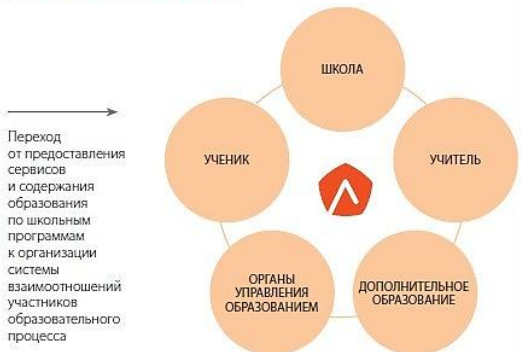 Переход
от предоставления
сервисов
и содержания
образования
по школьным
программам
к организации
системы
взаимоотношений
участников
образовательного
процесса
ШКОЛА
УЧЕНИК
УЧИТЕЛЬ
ОРГАНЫ
УПРАВЛЕНИЯ
ОБРАЗОВАНИЕМ
ДОПОЛНИТЕЛЬНОЕ
ОБРАЗОВАНИЕ